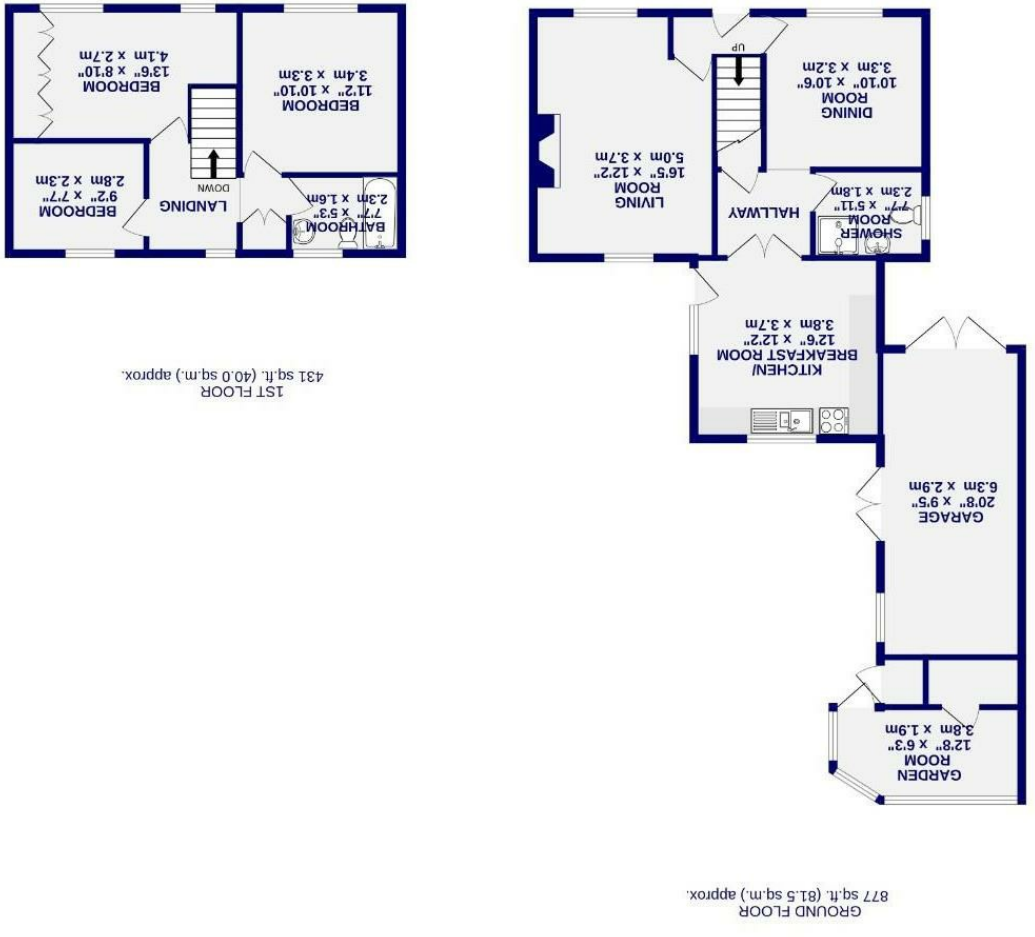 GROUND FLOOR
877 sq.ft. (81.5 sq.m.) approx.
GARDEN
ROOM
12'8" x 6'3"
3.8m x 1.9m
GARAGE
20'8" x 9'5"
6.3m x 2.9m
KITCHEN/
BREAKFAST ROOM
12'6" x 12'2"
3.8m x 3.7m
SHOWER
ROOM
7'7" x 5'11"
2.3m x 1.8m
HALLWAY
LIVING
ROOM
16'5" x 12'2"
5.0m x 3.7m
DINING
ROOM
10'10" x 10'6"
3.3m x 3.2m
UP
1ST FLOOR
431 sq.ft. (40.0 sq.m.) approx.
BATHROOM
7'7" x 5'3"
2.3m x 1.6m
LANDING
BEDROOM
9'2" x 7'7"
2.8m x 2.3m
DOWN
BEDROOM
11'2" x 10'10"
3.4m x 3.3m
BEDROOM
13'6" x 8'10"
4.1m x 2.7m